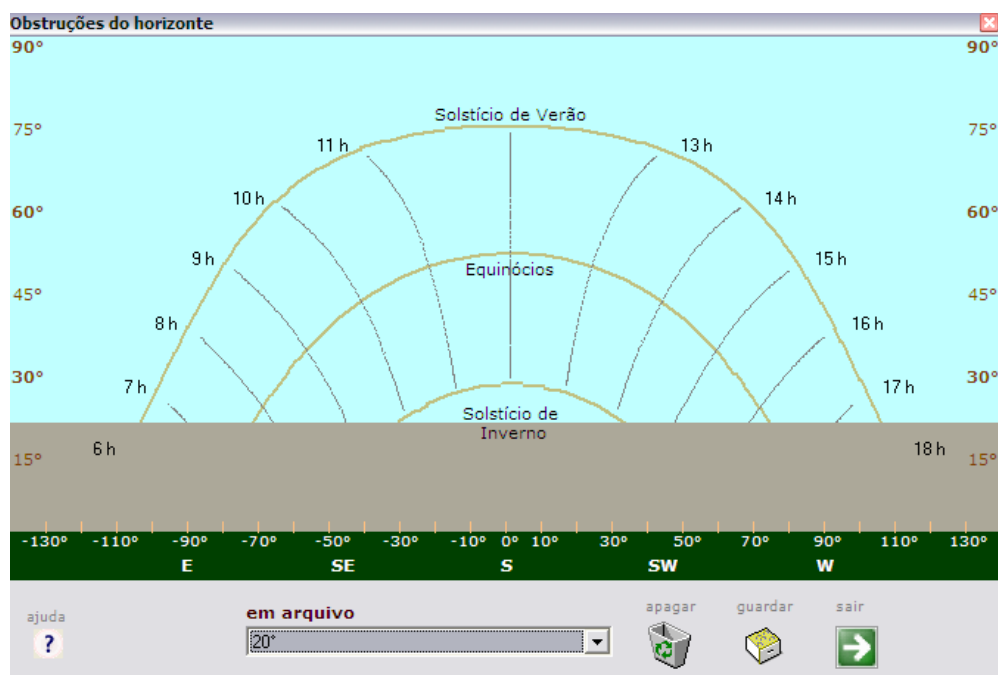 Obstruções do horizonte
90° 90°
Solstício de Verão
75° 75°
11 h 13 h
10 h 14 h
60° 60°
9 h Equinócios 15 h
45° 45°
8 h 16 h
30° 30°
7 h 17 h
Solstício de
Inverno
6 h 18 h
15° 15°
-130° -110° -90° -70° -50° -30° -10° 0° 10° 30° 50° 70° 90° 110° 130°
E SE S SW W
ajuda em arquivo apagar guardar sair
? 20°